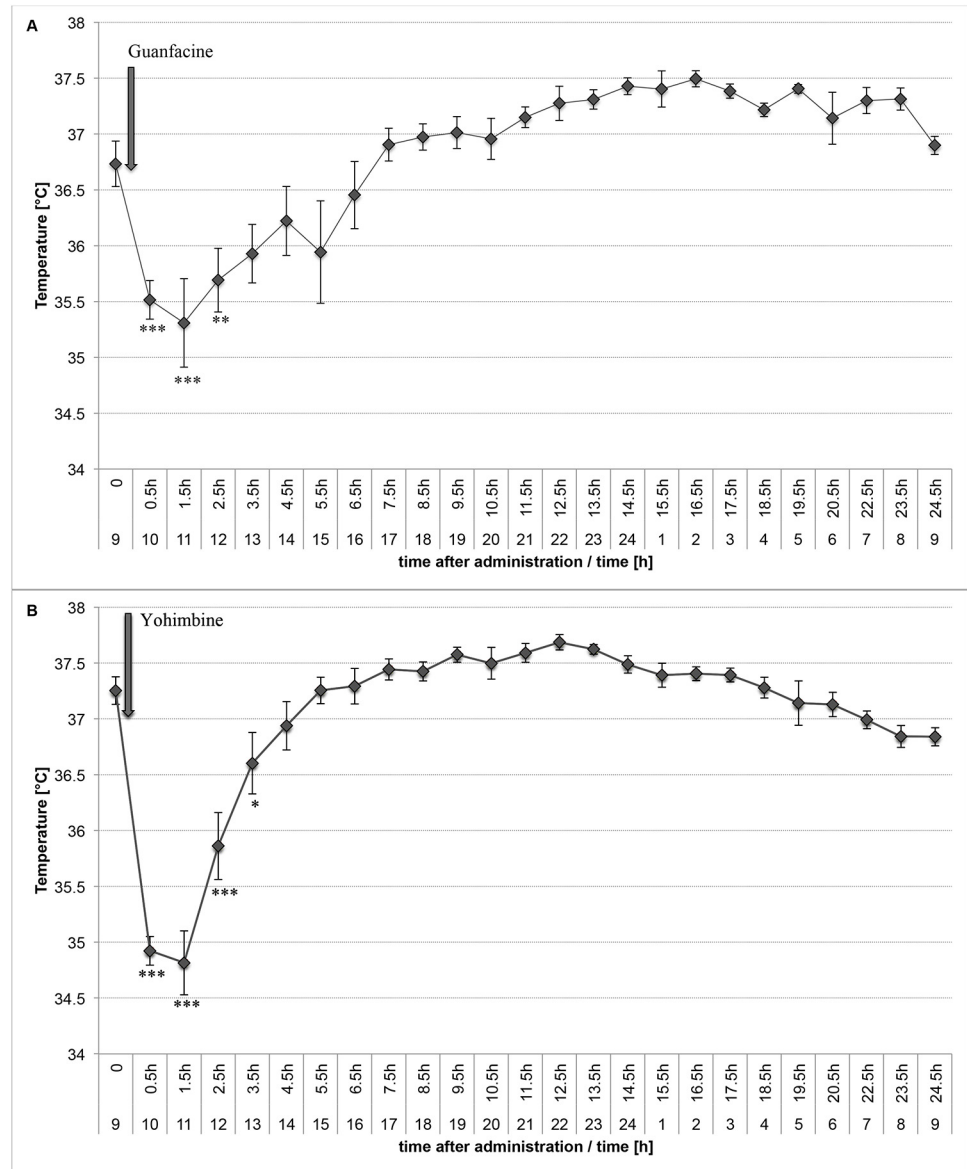 A
Guanfacine
38
37.5
37
36.5
36
35.5
35
34.5
34
Temperature [°C]
***
***
**
0 0.5h 1.5h 2.5h 3.5h 4.5h 5.5h 6.5h 7.5h 8.5h 9.5h 10.5h 11.5h 12.5h 13.5h 14.5h 15.5h 16.5h 17.5h 18.5h 19.5h 20.5h 22.5h 23.5h 24.5h
9 10 11 12 13 14 15 16 17 18 19 20 21 22 23 24 1 2 3 4 5 6 7 8 9
time after administration / time [h]
B
Yohimbine
38
37.5
37
36.5
36
35.5
35
34.5
34
Temperature [°C]
***
***
***
*
0 0.5h 1.5h 2.5h 3.5h 4.5h 5.5h 6.5h 7.5h 8.5h 9.5h 10.5h 11.5h 12.5h 13.5h 14.5h 15.5h 16.5h 17.5h 18.5h 19.5h 20.5h 22.5h 23.5h 24.5h
9 10 11 12 13 14 15 16 17 18 19 20 21 22 23 24 1 2 3 4 5 6 7 8 9
time after administration / time [h]